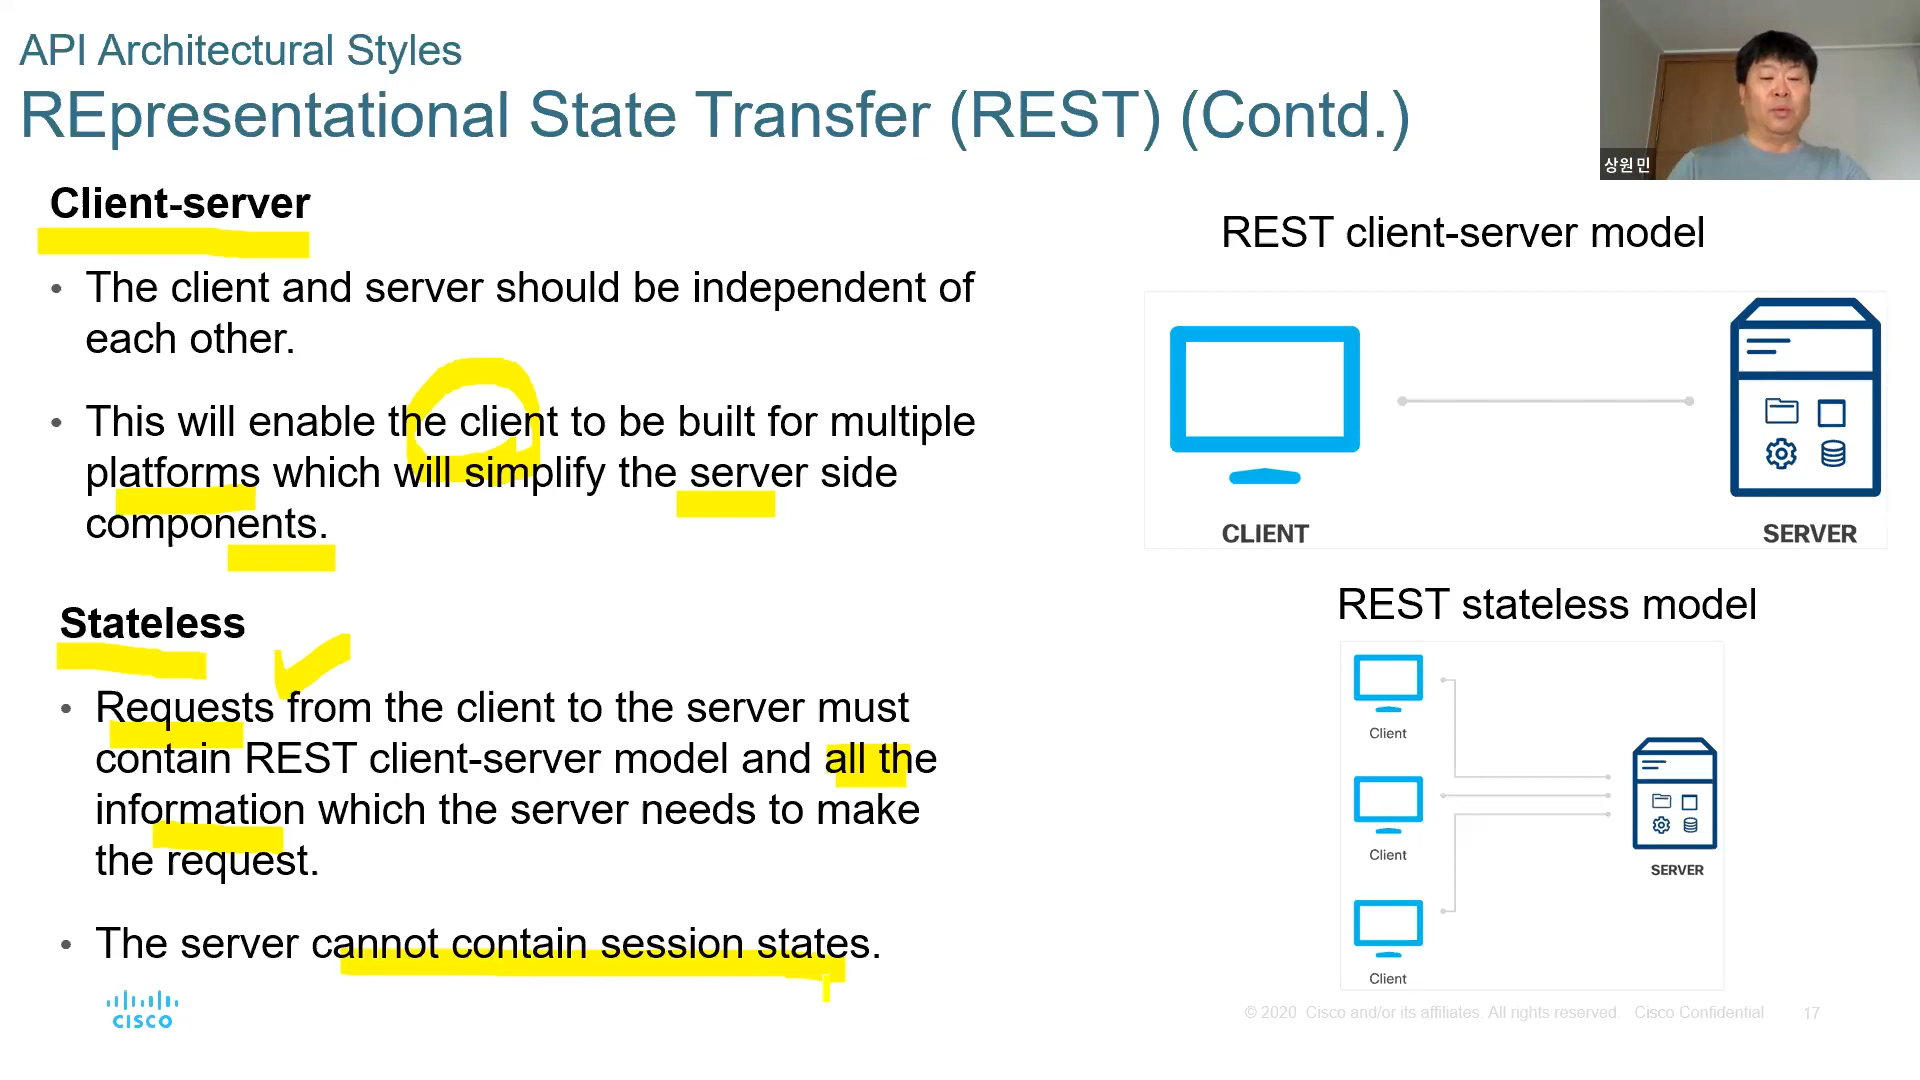 API Architectural Styles
REpresentational State Transfer (REST) (Contd.)
상원 민
Client-server
• The client and server should be independent of
each other.
• This will enable the client to be built for multiple
platforms which will simplify the server side
components.
Stateless
• Requests from the client to the server must
contain REST client-server model and all the
information which the server needs to make
the request.
• The server cannot contain session states.
REST client-server model
CLIENT
SERVER
REST stateless model
Client
Client
Client
SERVER
CISCO
© 2020 Cisco and/or its affiliates. All rights reserved. Cisco Confidential
17